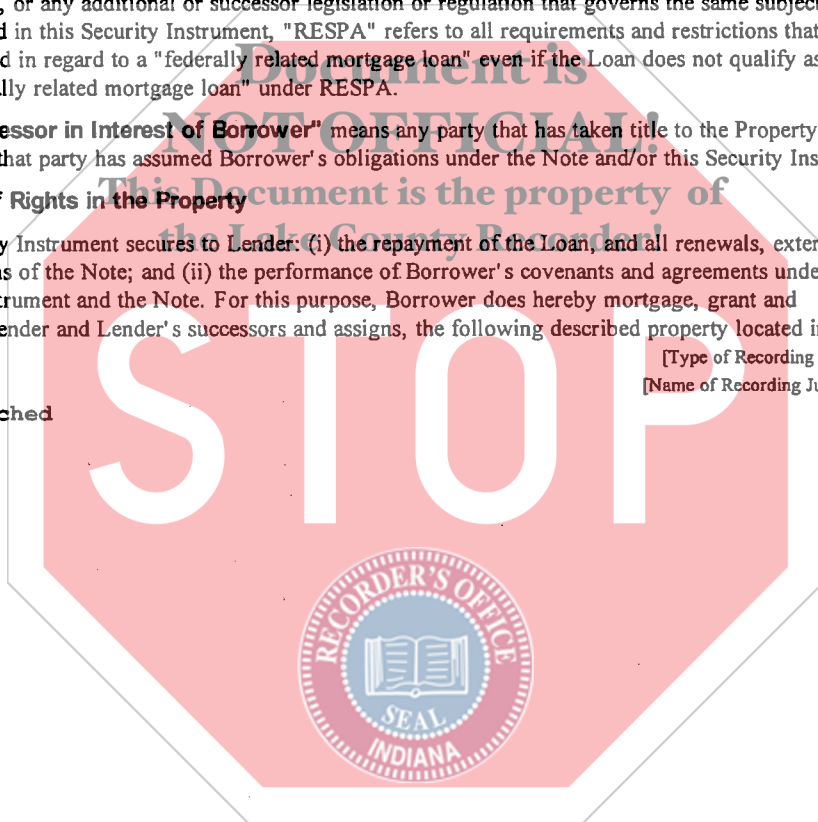 , or any additional or successor legislation or regulation that governs the same subject
d in this Security Instrument, "RESPA" refers to all requirements and restrictions that
d in regard to a "federally related mortgage loan" even if the Loan does not qualify as
lly related mortgage loan" under RESPA.
Document is
essor in Interest of Borrower" means any party that has taken title to the Property
NOT OFFICIAL!
that party has assumed Borrower's obligations under the Note and/or this Security Ins
This Document is the property of
f Rights in the Property
the Lake County Recorder!
y Instrument secures to Lender: (i) the repayment of the Loan, and all renewals, exten
s of the Note; and (ii) the performance of Borrower's covenants and agreements unde
trument and the Note. For this purpose, Borrower does hereby mortgage, grant and
ender and Lender's successors and assigns, the following described property located in
[Type of Recording
[Name of Recording Ju
ched
STOP
RECORDER'S OFFICE
SEAL
INDIANA